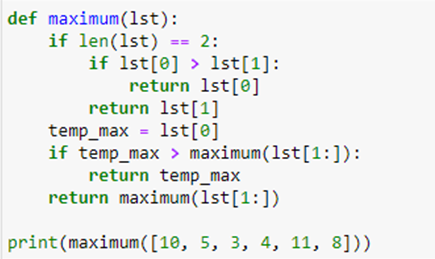 def maximum(lst):
    if len(lst) == 2:
        if lst[0] > lst[1]:
            return lst[0]
        return lst[1]
    temp_max = lst[0]
    if temp_max > maximum(lst[1:]):
        return temp_max
    return maximum(lst[1:])

print(maximum([10, 5, 3, 4, 11, 8]))